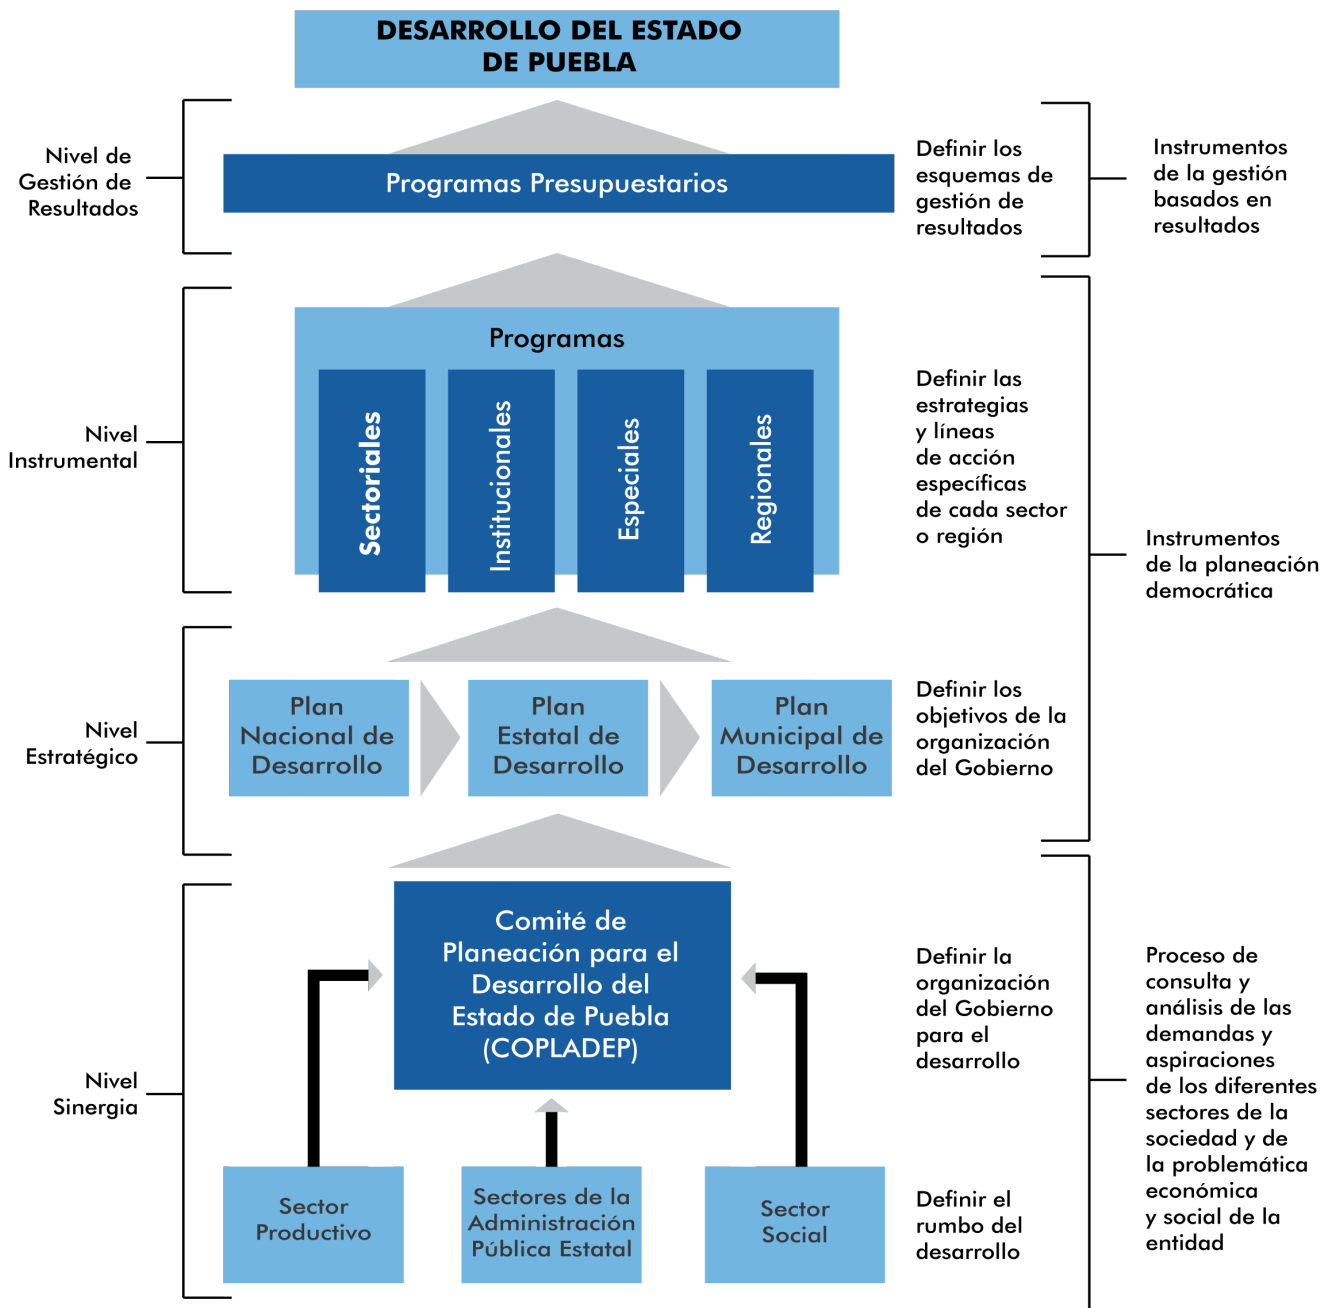 DESARROLLO DEL ESTADO
DE PUEBLA
Nivel de
Gestión de
Resultados
Programas Presupuestarios
Definir los
esquemas de
gestión de
resultados
Instrumentos
de la gestión
basados en
resultados
Nivel
Instrumental
Programas
Sectoriales
Institucionales
Especiales
Regionales
Definir las
estrategias
y líneas
de acción
específicas
de cada sector
o región
Instrumentos
de la planeación
democrática
Nivel
Estratégico
Plan
Nacional de
Desarrollo
Plan
Estatal de
Desarrollo
Plan
Municipal de
Desarrollo
Definir los
objetivos de la
organización
del Gobierno
Nivel
Sinergia
Comité de
Planeación para el
Desarrollo del
Estado de Puebla
(COPLADEP)
Definir la
organización
del Gobierno
para el
desarrollo
Sector
Productivo
Sectores de la
Administración
Pública Estatal
Sector
Social
Definir el
rumbo del
desarrollo
Proceso de
consulta y
análisis de las
demandas y
aspiraciones
de los diferentes
sectores de la
sociedad y de
la problemática
económica
y social de la
entidad